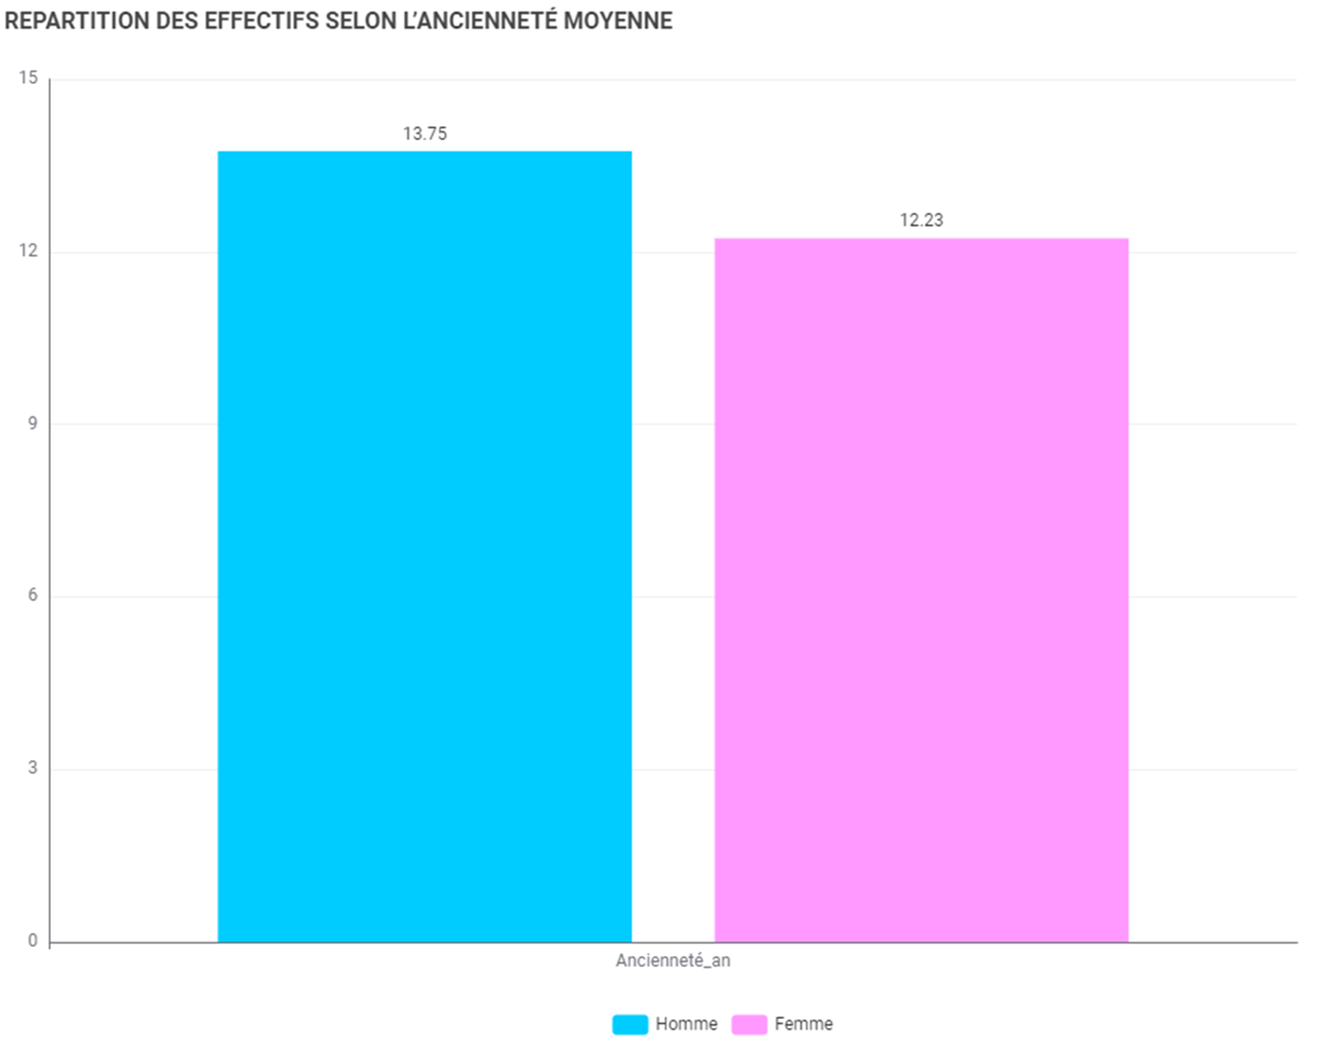 REPARTITION DES EFFECTIFS SELON L’ANCIENNETÉ MOYENNE
15
13.75
12.23
12
9
6
3
0
Ancienneté_an
Homme Femme